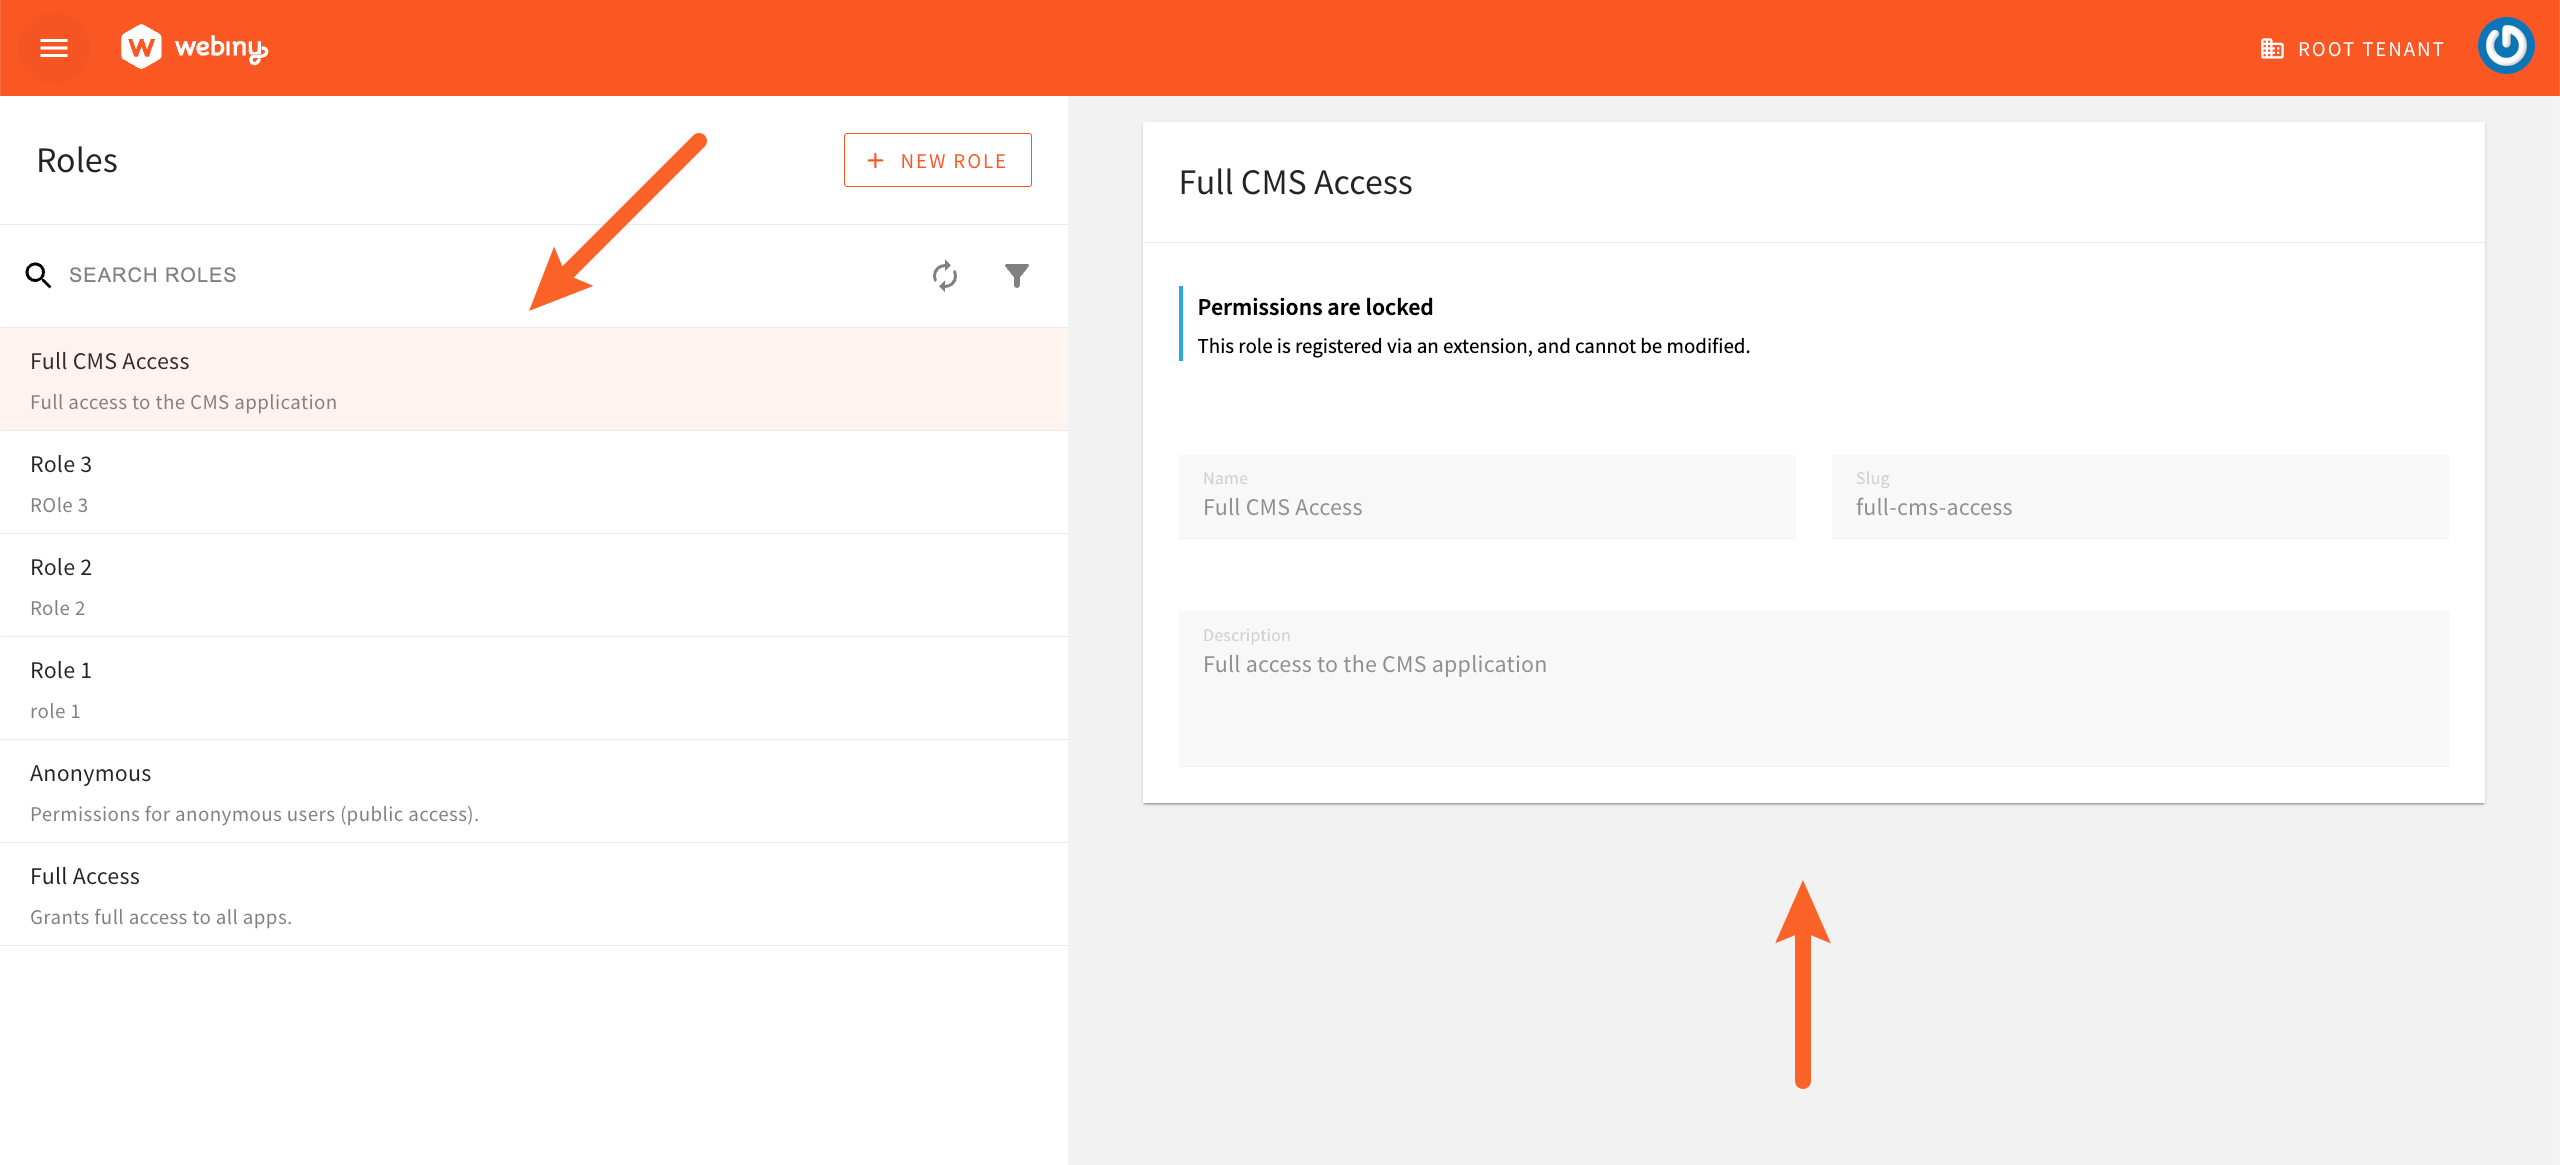 webiny
ROOT TENANT
Roles
+ NEW ROLE
SEARCH ROLES
Full CMS Access
Full access to the CMS application
Role 3
ROle 3
Role 2
Role 2
Role 1
role 1
Anonymous
Permissions for anonymous users (public access).
Full Access
Grants full access to all apps.
Full CMS Access
Permissions are locked
This role is registered via an extension, and cannot be modified.
Name
Full CMS Access
Slug
full-cms-access
Description
Full access to the CMS application